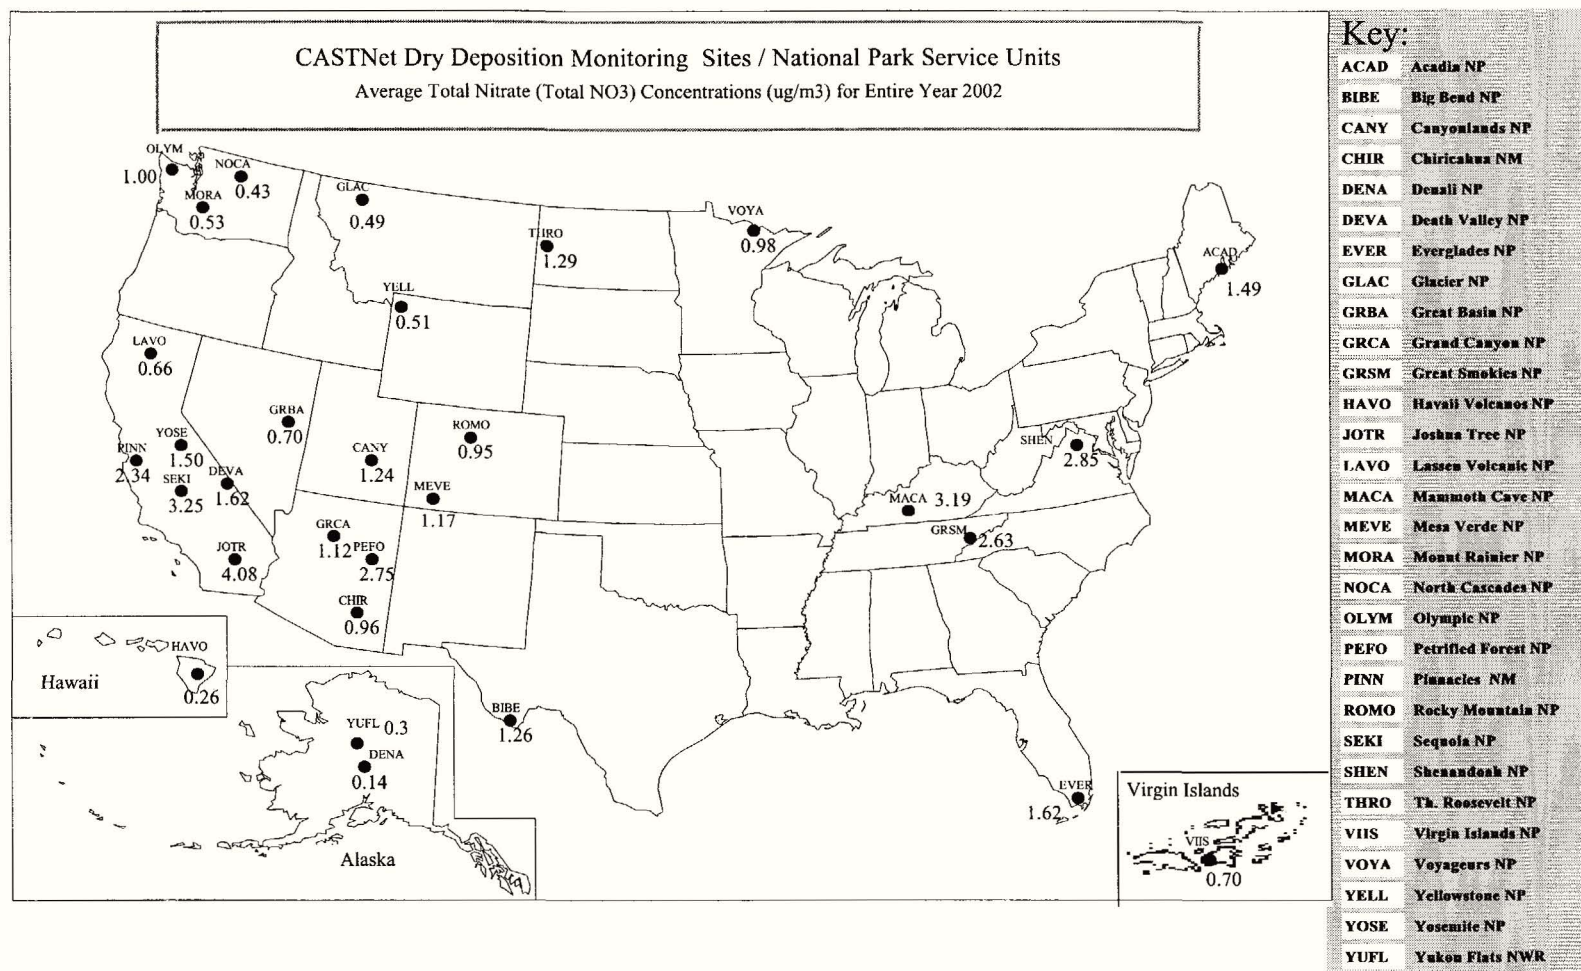 CASTNet Dry Deposition Monitoring Sites / National Park Service Units
Average Total Nitrate (Total NO3) Concentrations (ug/m3) for Entire Year 2002
OLYM
1.00
NOCA
0.43
MORA
0.53
GLAC
0.49
THRO
1.29
VOYA
0.98
ACAD
1.49
YELL
0.51
LAVO
0.66
GRBA
0.70
YOSE
1.50
PINN
2.34
SEKI
3.25
DEVA
1.62
CANY
1.24
ROMO
0.95
MEVE
1.17
SHEN
2.85
MACA 3.19
GRSM
2.63
GRCA
1.12
PEFO
2.75
JOTR
4.08
CHIR
0.96
HAVO
0.26
Hawaii
YUFL 0.3
DENA
0.14
Alaska
BIBE
1.26
EVER
1.62
Virgin Islands
VIIS
0.70
Key:
ACAD Acadia NP
BIBE Big Bend NP
CANY Canyonlands NP
CHIR Chiricahua NM
DENA Denali NP
DEVA Death Valley NP
EVER Everglades NP
GLAC Glacier NP
GRBA Great Basin NP
GRCA Grand Canyon NP
GRSM Great Smokies NP
HAVO Havaii Volcanos NP
JOTR Joshua Tree NP
LAVO Lassen Volcanic NP
MACA Mammoth Cave NP
MEVE Mesa Verde NP
MORA Mount Rainier NP
NOCA North Cascades NP
OLYM Olympic NP
PEFO Petrified Forest NP
PINN Pinnacles NM
ROMO Rocky Mountain NP
SEKI Sequoia NP
SHEN Shenandoah NP
THRO Th. Roosevelt NP
VIIS Virgin Islands NP
VOYA Voyageurs NP
YELL Yellowstone NP
YOSE Yosemite NP
YUFL Yukon Flats NWR